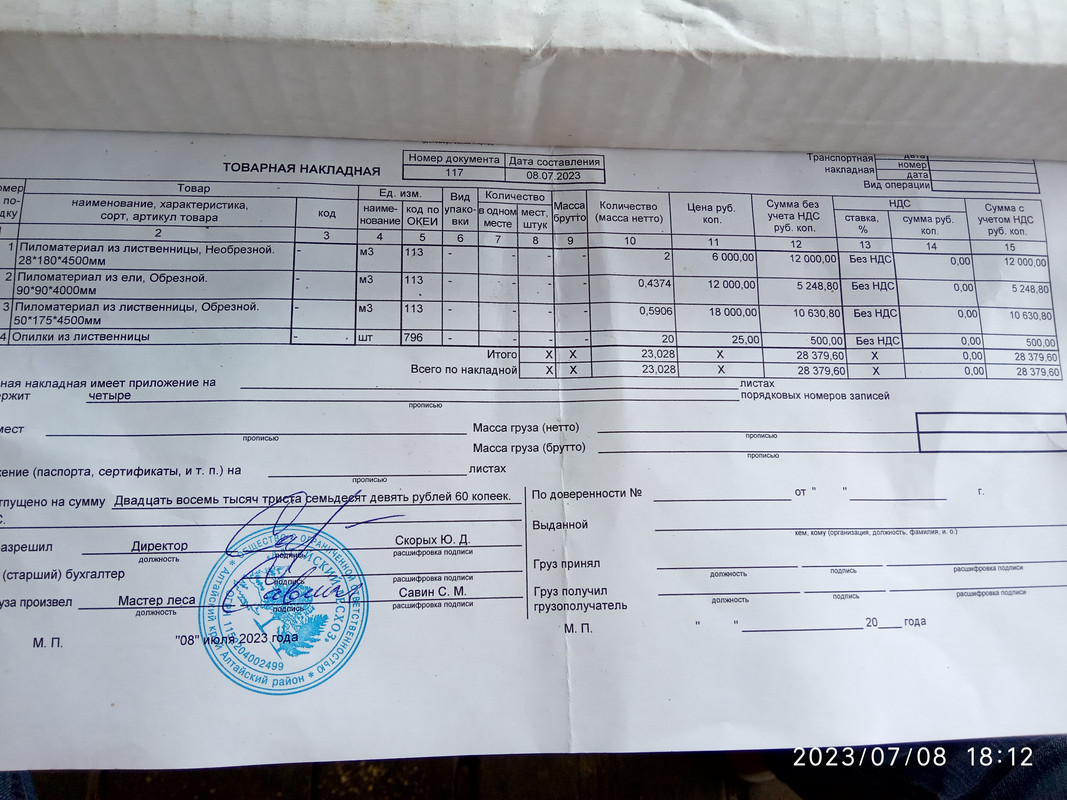 ТОВАРНАЯ НАКЛАДНАЯ
Номер документа Дата составления
117 08.07.2023
Транспортная накладная
дата
номер
дата
Вид операции
Товар Ед. изм. Вид упако-вки Количество Масса брутто Количество (масса нетто) Цена руб. коп. Сумма без учета НДС руб. коп. НДС Сумма с учетом НДС руб. коп.
наименование, характеристика, сорт, артикул товара код наиме-нование код по ОКЕИ в одном месте мест, штук ставка, % сумма руб. коп.
2 3 4 5 6 7 8 9 10 11 12 13 14 15
1 Пиломатериал из лиственницы, Необрезной. - м3 113 - - - - 2 6 000,00 12 000,00 Без НДС 0,00 12 000,00
28*180*4500мм
2 Пиломатериал из ели, Обрезной. - м3 113 - - - - 0,4374 12 000,00 5 248,80 Без НДС 0,00 5 248,80
90*90*4000мм
3 Пиломатериал из лиственницы, Обрезной. - м3 113 - - - - 0,5906 18 000,00 10 630,80 Без НДС 0,00 10 630,80
50*175*4500мм
4 Опилки из лиственницы - шт 796 - - - - 20 25,00 500,00 Без НДС 0,00 500,00
Итого X X 23,028 X 28 379,60 X 0,00 28 379,60
Всего по накладной X X 23,028 X 28 379,60 X 0,00 28 379,60
ная накладная имеет приложение на листах
ержит четыре порядковых номеров записей
прописью
мест Масса груза (нетто)
прописью прописью
Масса груза (брутто)
прописью
жение (паспорта, сертификаты, и т. п.) на листах
прописью
тпущено на сумму Двадцать восемь тысяч триста семьдесят девять рублей 60 копеек.
С.
азрешил Директор Скорых Ю. Д.
должность подпись расшифровка подписи
(старший) бухгалтер
подпись расшифровка подписи
уза произвел Мастер леса Савин С. М.
должность подпись расшифровка подписи
М. П. "08" июля 2023 года
По доверенности № от " " г.
Выданной
кем, кому (организация, должность, фамилия, и. о.)
Груз принял
должность подпись расшифровка подписи
Груз получил
грузополучатель
должность подпись расшифровка подписи
М. П. " " 20 года
Алтайский край Алтайский район
2023/07/08 18:12